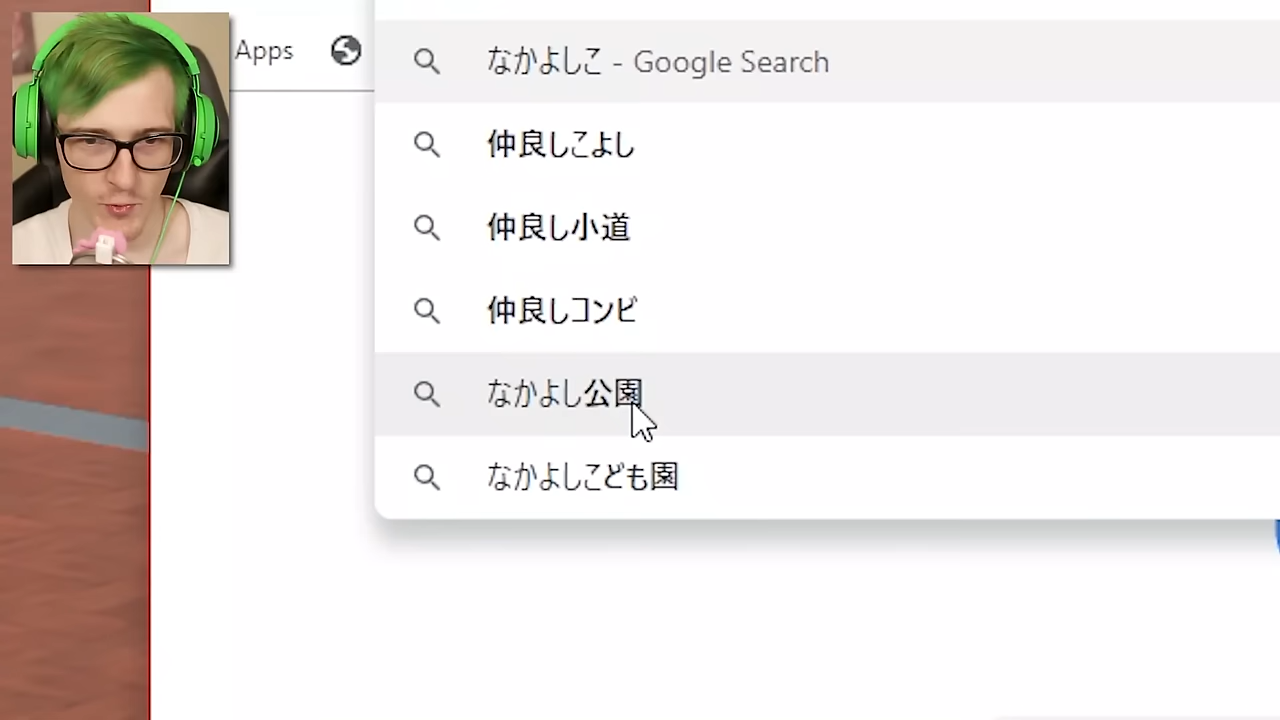 Apps
なかよしこ - Google Search
仲良しこよし
仲良し小道
仲良しコンビ
なかよし公園
なかよしこども園